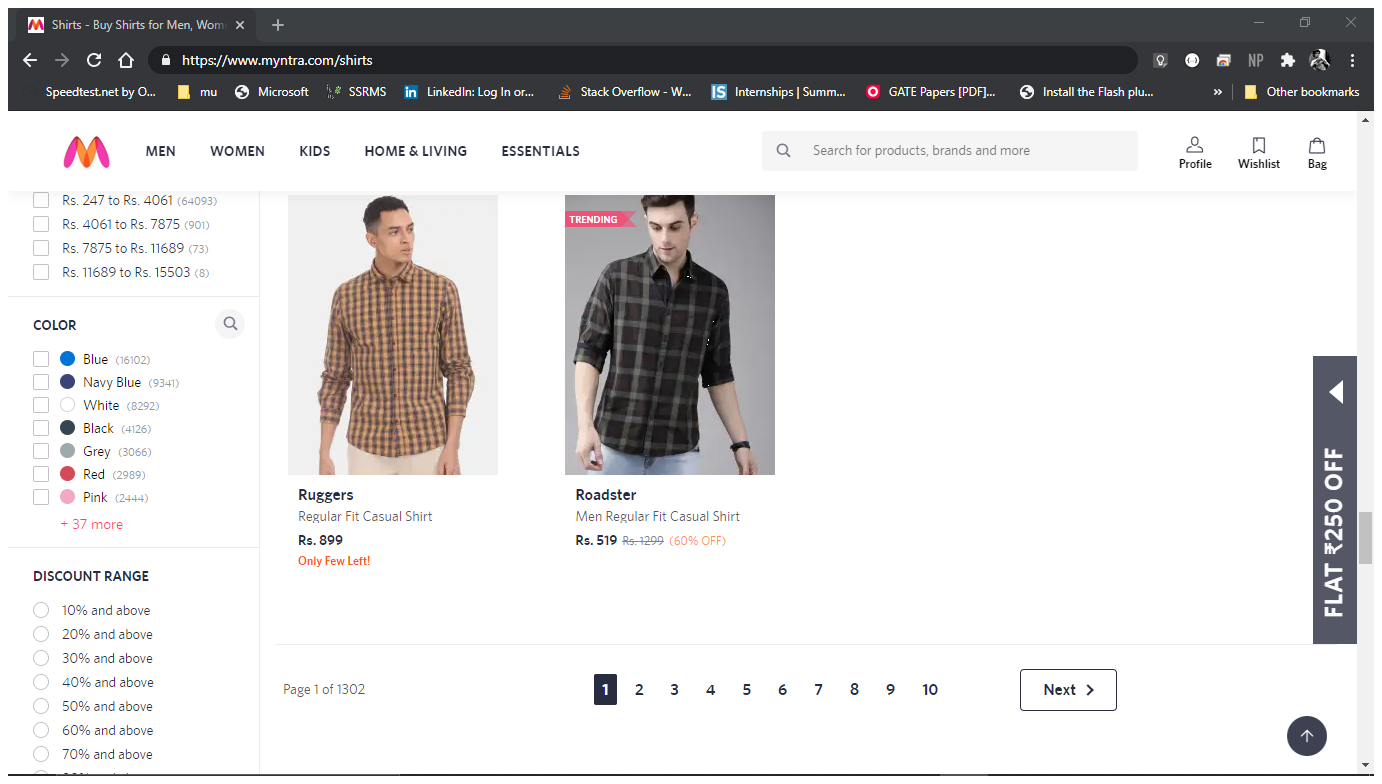 Shirts - Buy Shirts for Men, Wom
https://www.myntra.com/shirts
NP
Speedtest.net by O...
mu
Microsoft
SSRMS
LinkedIn: Log In or...
Stack Overflow - W...
IS
Internships | Summ...
GATE Papers [PDF]...
Install the Flash plu...
»
Other bookmarks
MEN
WOMEN
KIDS
HOME & LIVING
ESSENTIALS
Search for products, brands and more
Profile
Wishlist
Bag
Rs. 247 to Rs. 4061 (64093)
Rs. 4061 to Rs. 7875 (901)
Rs. 7875 to Rs. 11689 (73)
Rs. 11689 to Rs. 15503 (8)
COLOR
Blue (16102)
Navy Blue (9341)
White (8292)
Black (4126)
Grey (3066)
Red (2989)
Pink (2444)
+ 37 more
DISCOUNT RANGE
10% and above
20% and above
30% and above
40% and above
50% and above
60% and above
70% and above
Ruggers
Regular Fit Casual Shirt
Rs. 899
Only Few Left!
TRENDING
Roadster
Men Regular Fit Casual Shirt
Rs. 519 Rs. 1299 (60% OFF)
FLAT ₹250 OFF
Page 1 of 1302
1 2 3 4 5 6 7 8 9 10
Next